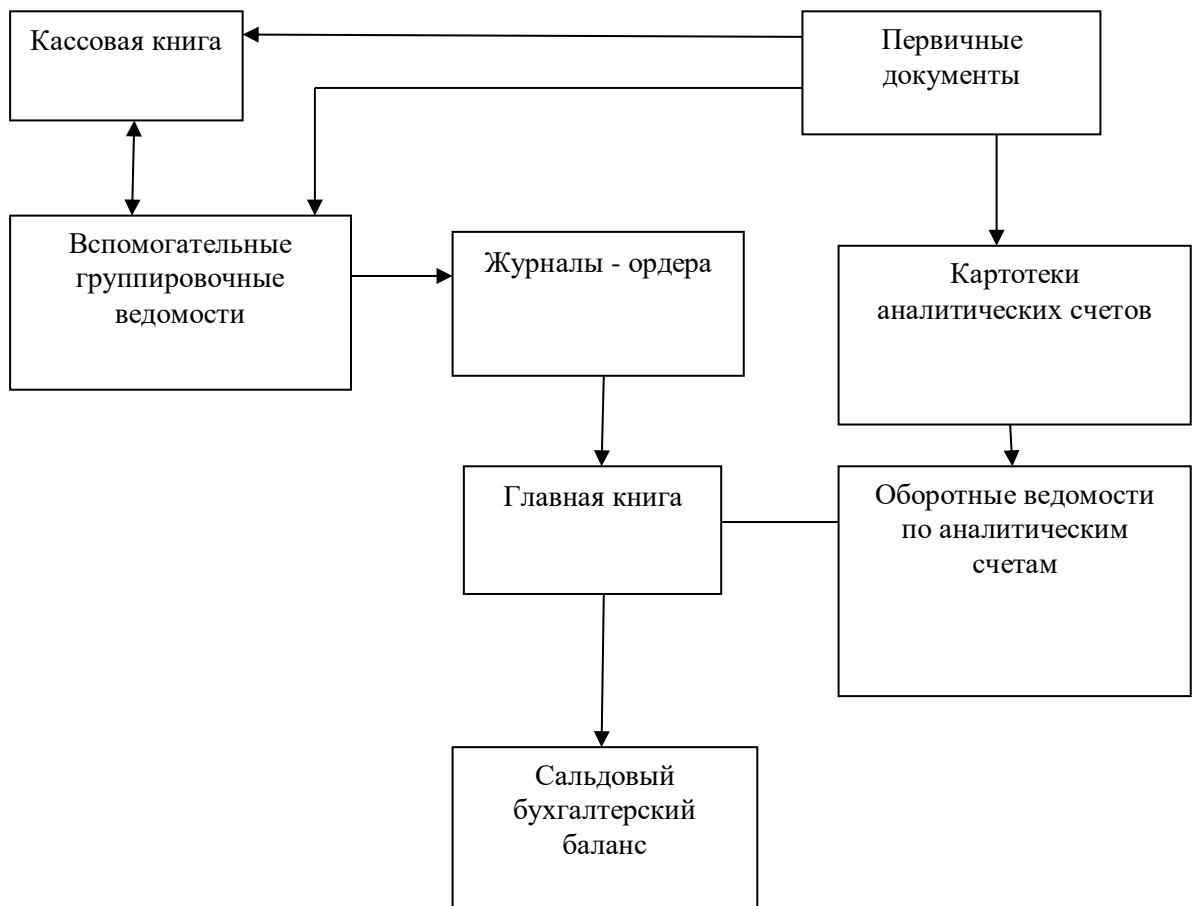 Кассовая книга
Первичные
документы
Вспомогательные
группировочные
ведомости
Журналы - ордера
Картотеки
аналитических счетов
Главная книга
Оборотные ведомости
по аналитическим
счетам
Сальдовый
бухгалтерский
баланс